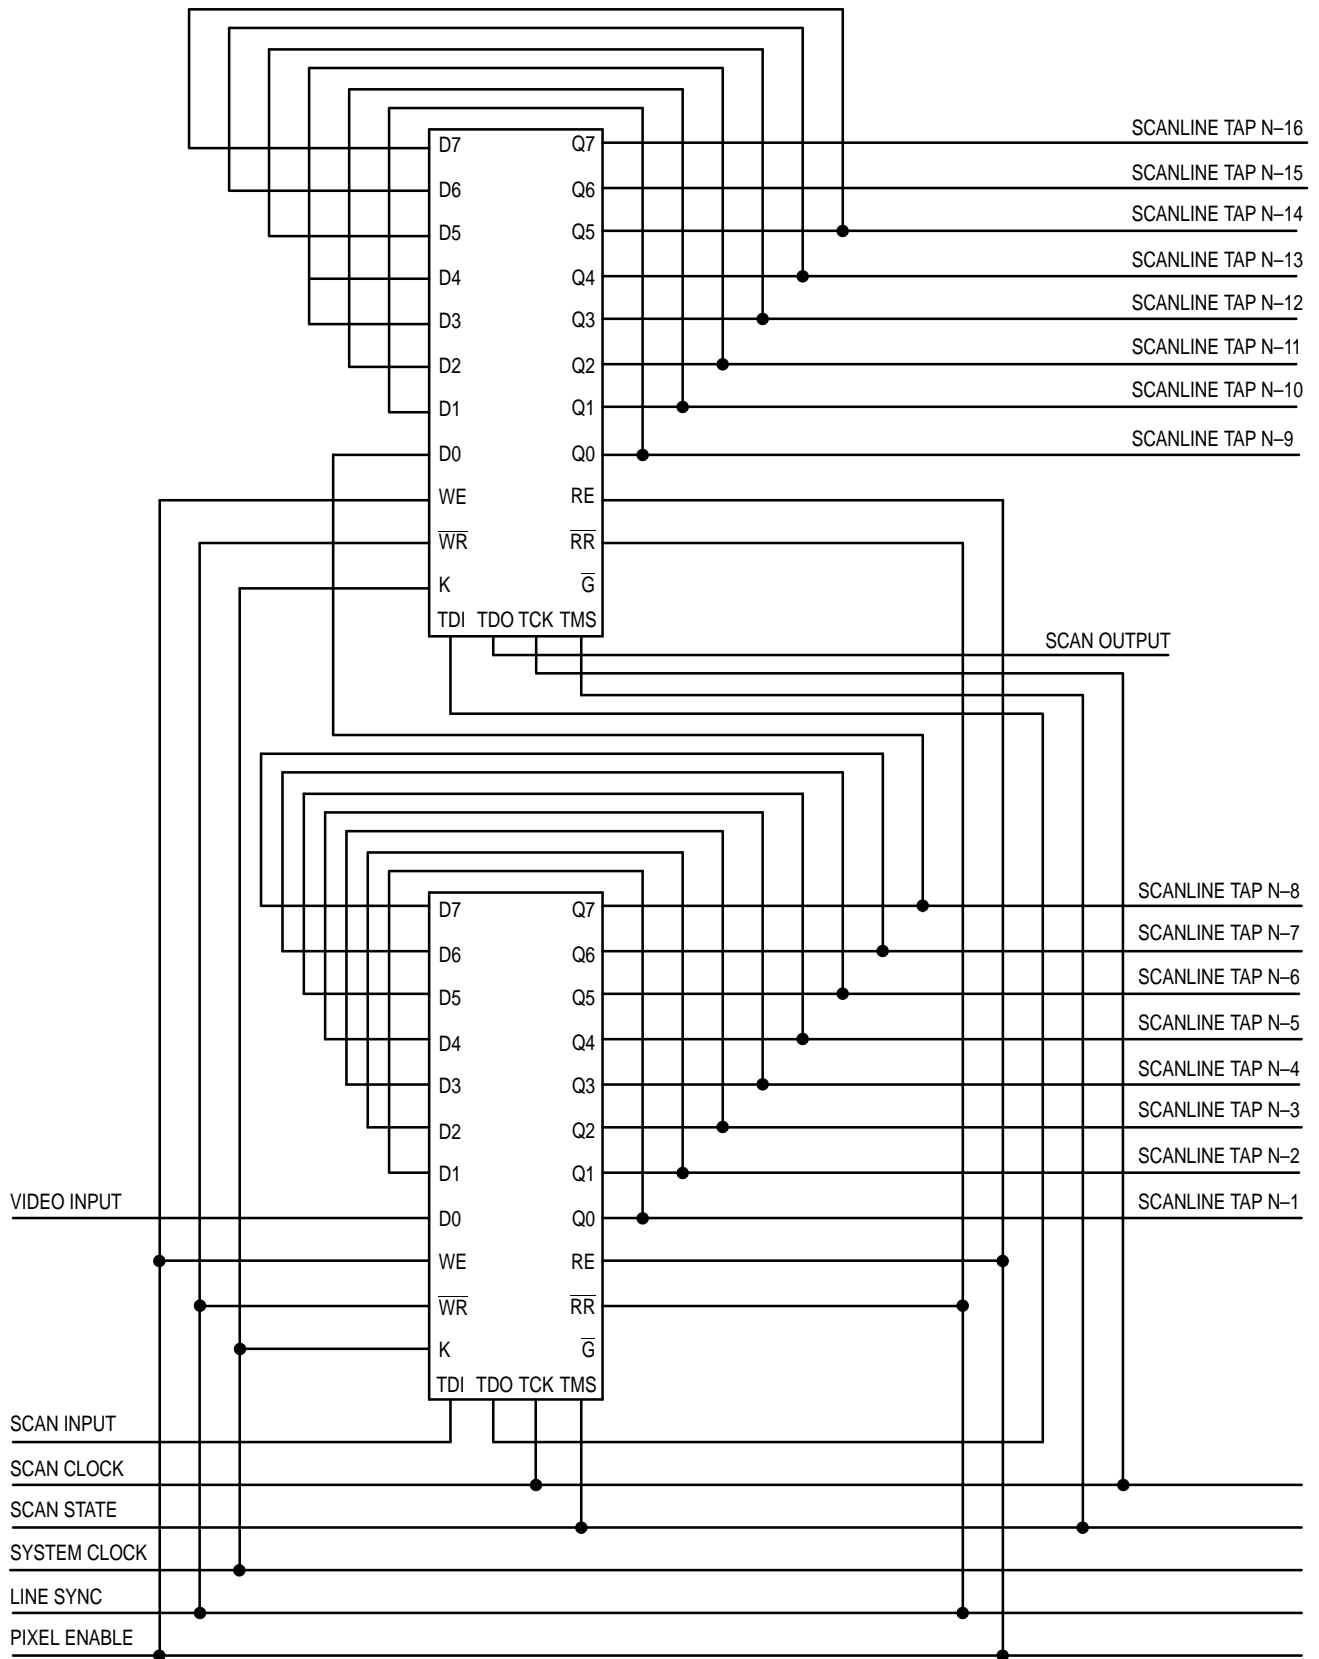 D7 Q7 SCANLINE TAP N–16
D6 Q6 SCANLINE TAP N–15
D5 Q5 SCANLINE TAP N–14
D4 Q4 SCANLINE TAP N–13
D3 Q3 SCANLINE TAP N–12
D2 Q2 SCANLINE TAP N–11
D1 Q1 SCANLINE TAP N–10
D0 Q0 SCANLINE TAP N–9
WE RE
W̅R̅ R̅R̅
K G̅
TDI TDO TCK TMS
SCAN OUTPUT
D7 Q7 SCANLINE TAP N–8
D6 Q6 SCANLINE TAP N–7
D5 Q5 SCANLINE TAP N–6
D4 Q4 SCANLINE TAP N–5
D3 Q3 SCANLINE TAP N–4
D2 Q2 SCANLINE TAP N–3
D1 Q1 SCANLINE TAP N–2
VIDEO INPUT D0 Q0 SCANLINE TAP N–1
WE RE
W̅R̅ R̅R̅
K G̅
TDI TDO TCK TMS
SCAN INPUT
SCAN CLOCK
SCAN STATE
SYSTEM CLOCK
LINE SYNC
PIXEL ENABLE